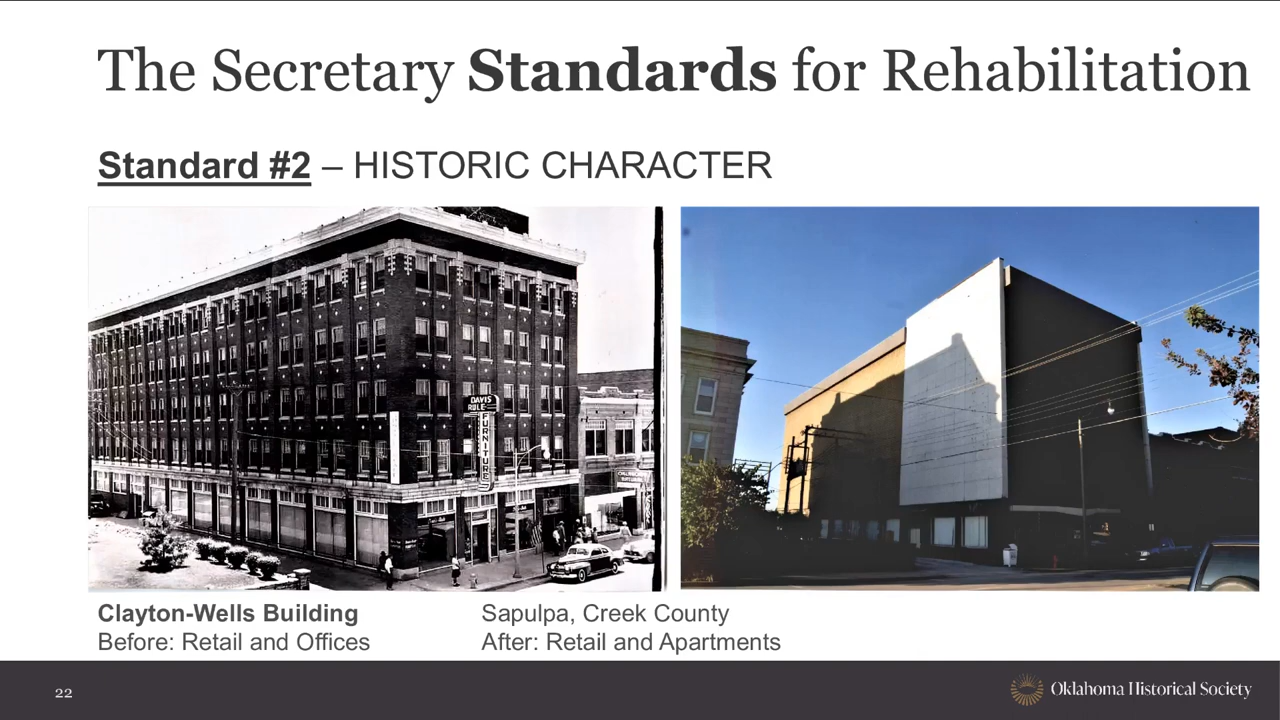 The Secretary Standards for Rehabilitation
Standard #2 – HISTORIC CHARACTER
DAVIS
RULE
FURNITURE
Clayton-Wells Building
Sapulpa, Creek County
Before: Retail and Offices
After: Retail and Apartments
22
Oklahoma Historical Society